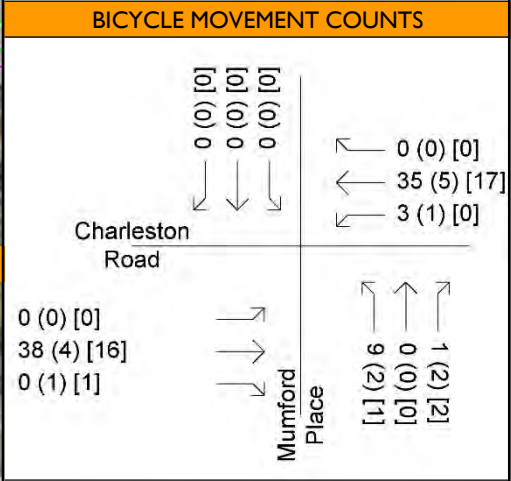 BICYCLE MOVEMENT COUNTS
0 (0) [0]
0 (0) [0]
0 (0) [0]
0 (0) [0]
35 (5) [17]
3 (1) [0]
Charleston
Road
0 (0) [0]
38 (4) [16]
0 (1) [1]
Mumford
Place
9 (2) [1]
0 (0) [0]
1 (2) [2]